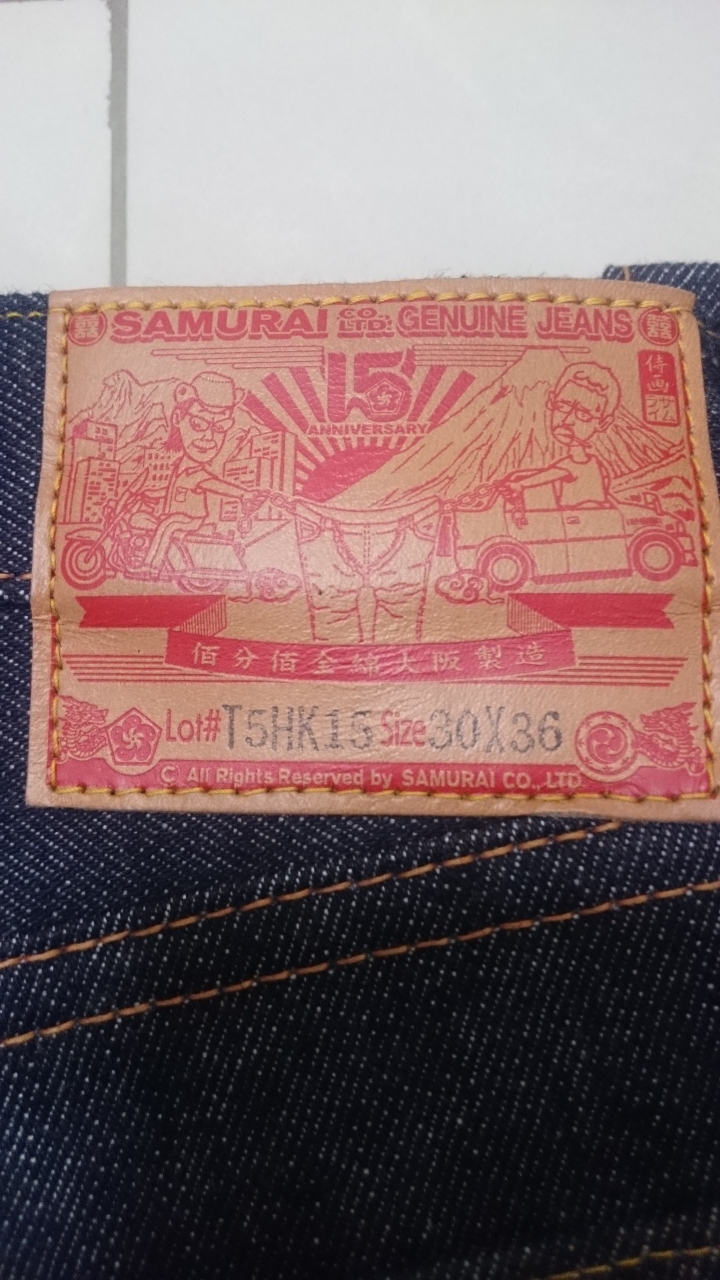 SAMURAI CO., LTD. GENUINE JEANS
15
ANNIVERSARY
侍画
佰分佰全綿大阪製造
Lot# T5HK15 Size 30X36
C All Rights Reserved by SAMURAI CO., LTD